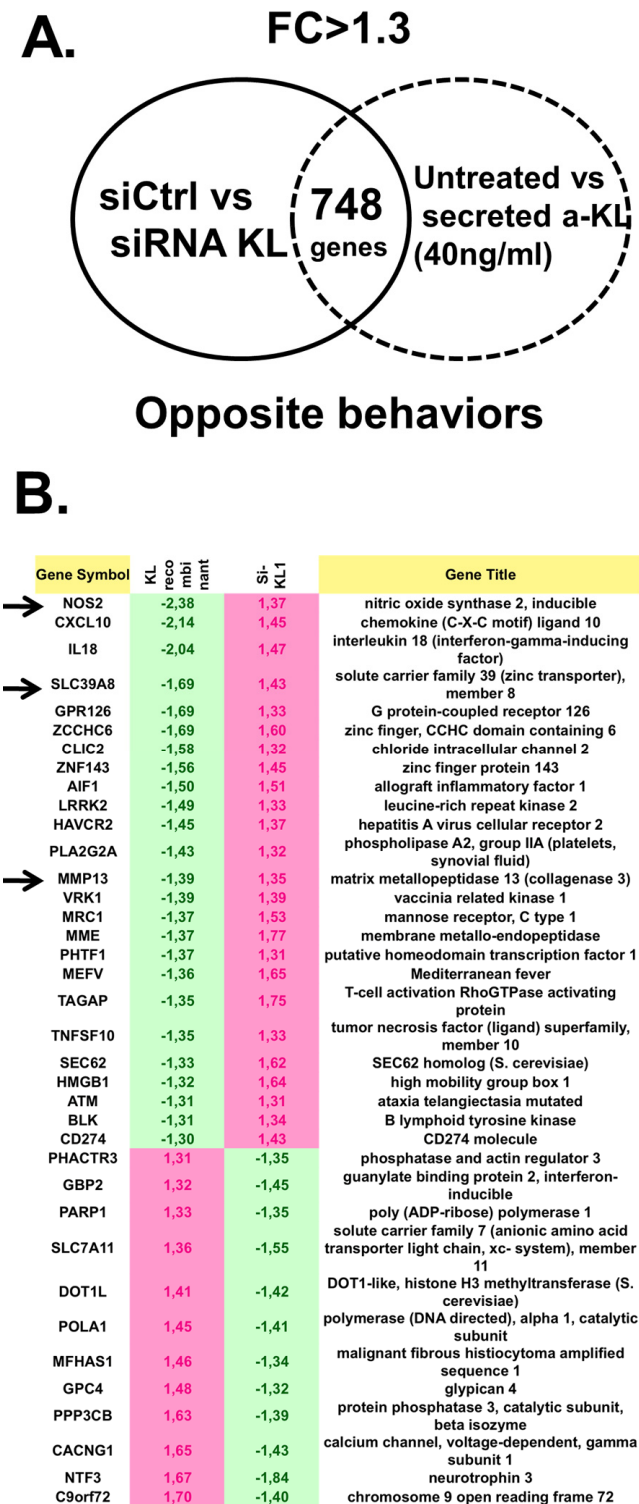 A.
FC>1.3
siCtrl vs
siRNA KL
748
genes
Untreated vs
secreted a-KL
(40ng/ml)
Opposite behaviors
B.
Gene Symbol
KL
reco
mbi
nant
Si-
KL1
Gene Title
NOS2 -2,38 1,37 nitric oxide synthase 2, inducible
CXCL10 -2,14 1,45 chemokine (C-X-C motif) ligand 10
IL18 -2,04 1,47 interleukin 18 (interferon-gamma-inducing
factor)
SLC39A8 -1,69 1,43 solute carrier family 39 (zinc transporter),
member 8
GPR126 -1,69 1,33 G protein-coupled receptor 126
ZCCHC6 -1,69 1,60 zinc finger, CCHC domain containing 6
CLIC2 -1,58 1,32 chloride intracellular channel 2
ZNF143 -1,56 1,45 zinc finger protein 143
AIF1 -1,50 1,51 allograft inflammatory factor 1
LRRK2 -1,49 1,33 leucine-rich repeat kinase 2
HAVCR2 -1,45 1,37 hepatitis A virus cellular receptor 2
PLA2G2A -1,43 1,32 phospholipase A2, group IIA (platelets,
synovial fluid)
MMP13 -1,39 1,35 matrix metallopeptidase 13 (collagenase 3)
VRK1 -1,39 1,39 vaccinia related kinase 1
MRC1 -1,37 1,53 mannose receptor, C type 1
MME -1,37 1,77 membrane metallo-endopeptidase
PHTF1 -1,37 1,31 putative homeodomain transcription factor 1
MEFV -1,36 1,65 Mediterranean fever
TAGAP -1,35 1,75 T-cell activation RhoGTPase activating
protein
TNFSF10 -1,35 1,33 tumor necrosis factor (ligand) superfamily,
member 10
SEC62 -1,33 1,62 SEC62 homolog (S. cerevisiae)
HMGB1 -1,32 1,64 high mobility group box 1
ATM -1,31 1,31 ataxia telangiectasia mutated
BLK -1,31 1,34 B lymphoid tyrosine kinase
CD274 -1,30 1,43 CD274 molecule
PHACTR3 1,31 -1,35 phosphatase and actin regulator 3
GBP2 1,32 -1,45 guanylate binding protein 2, interferon-
inducible
PARP1 1,33 -1,35 poly (ADP-ribose) polymerase 1
SLC7A11 1,36 -1,55 solute carrier family 7 (anionic amino acid
transporter light chain, xc- system), member
11
DOT1L 1,41 -1,42 DOT1-like, histone H3 methyltransferase (S.
cerevisiae)
POLA1 1,45 -1,41 polymerase (DNA directed), alpha 1, catalytic
subunit
MFHAS1 1,46 -1,34 malignant fibrous histiocytoma amplified
sequence 1
GPC4 1,48 -1,32 glypican 4
PPP3CB 1,63 -1,39 protein phosphatase 3, catalytic subunit,
beta isozyme
CACNG1 1,65 -1,43 calcium channel, voltage-dependent, gamma
subunit 1
NTF3 1,67 -1,84 neurotrophin 3
C9orf72 1,70 -1,40 chromosome 9 open reading frame 72